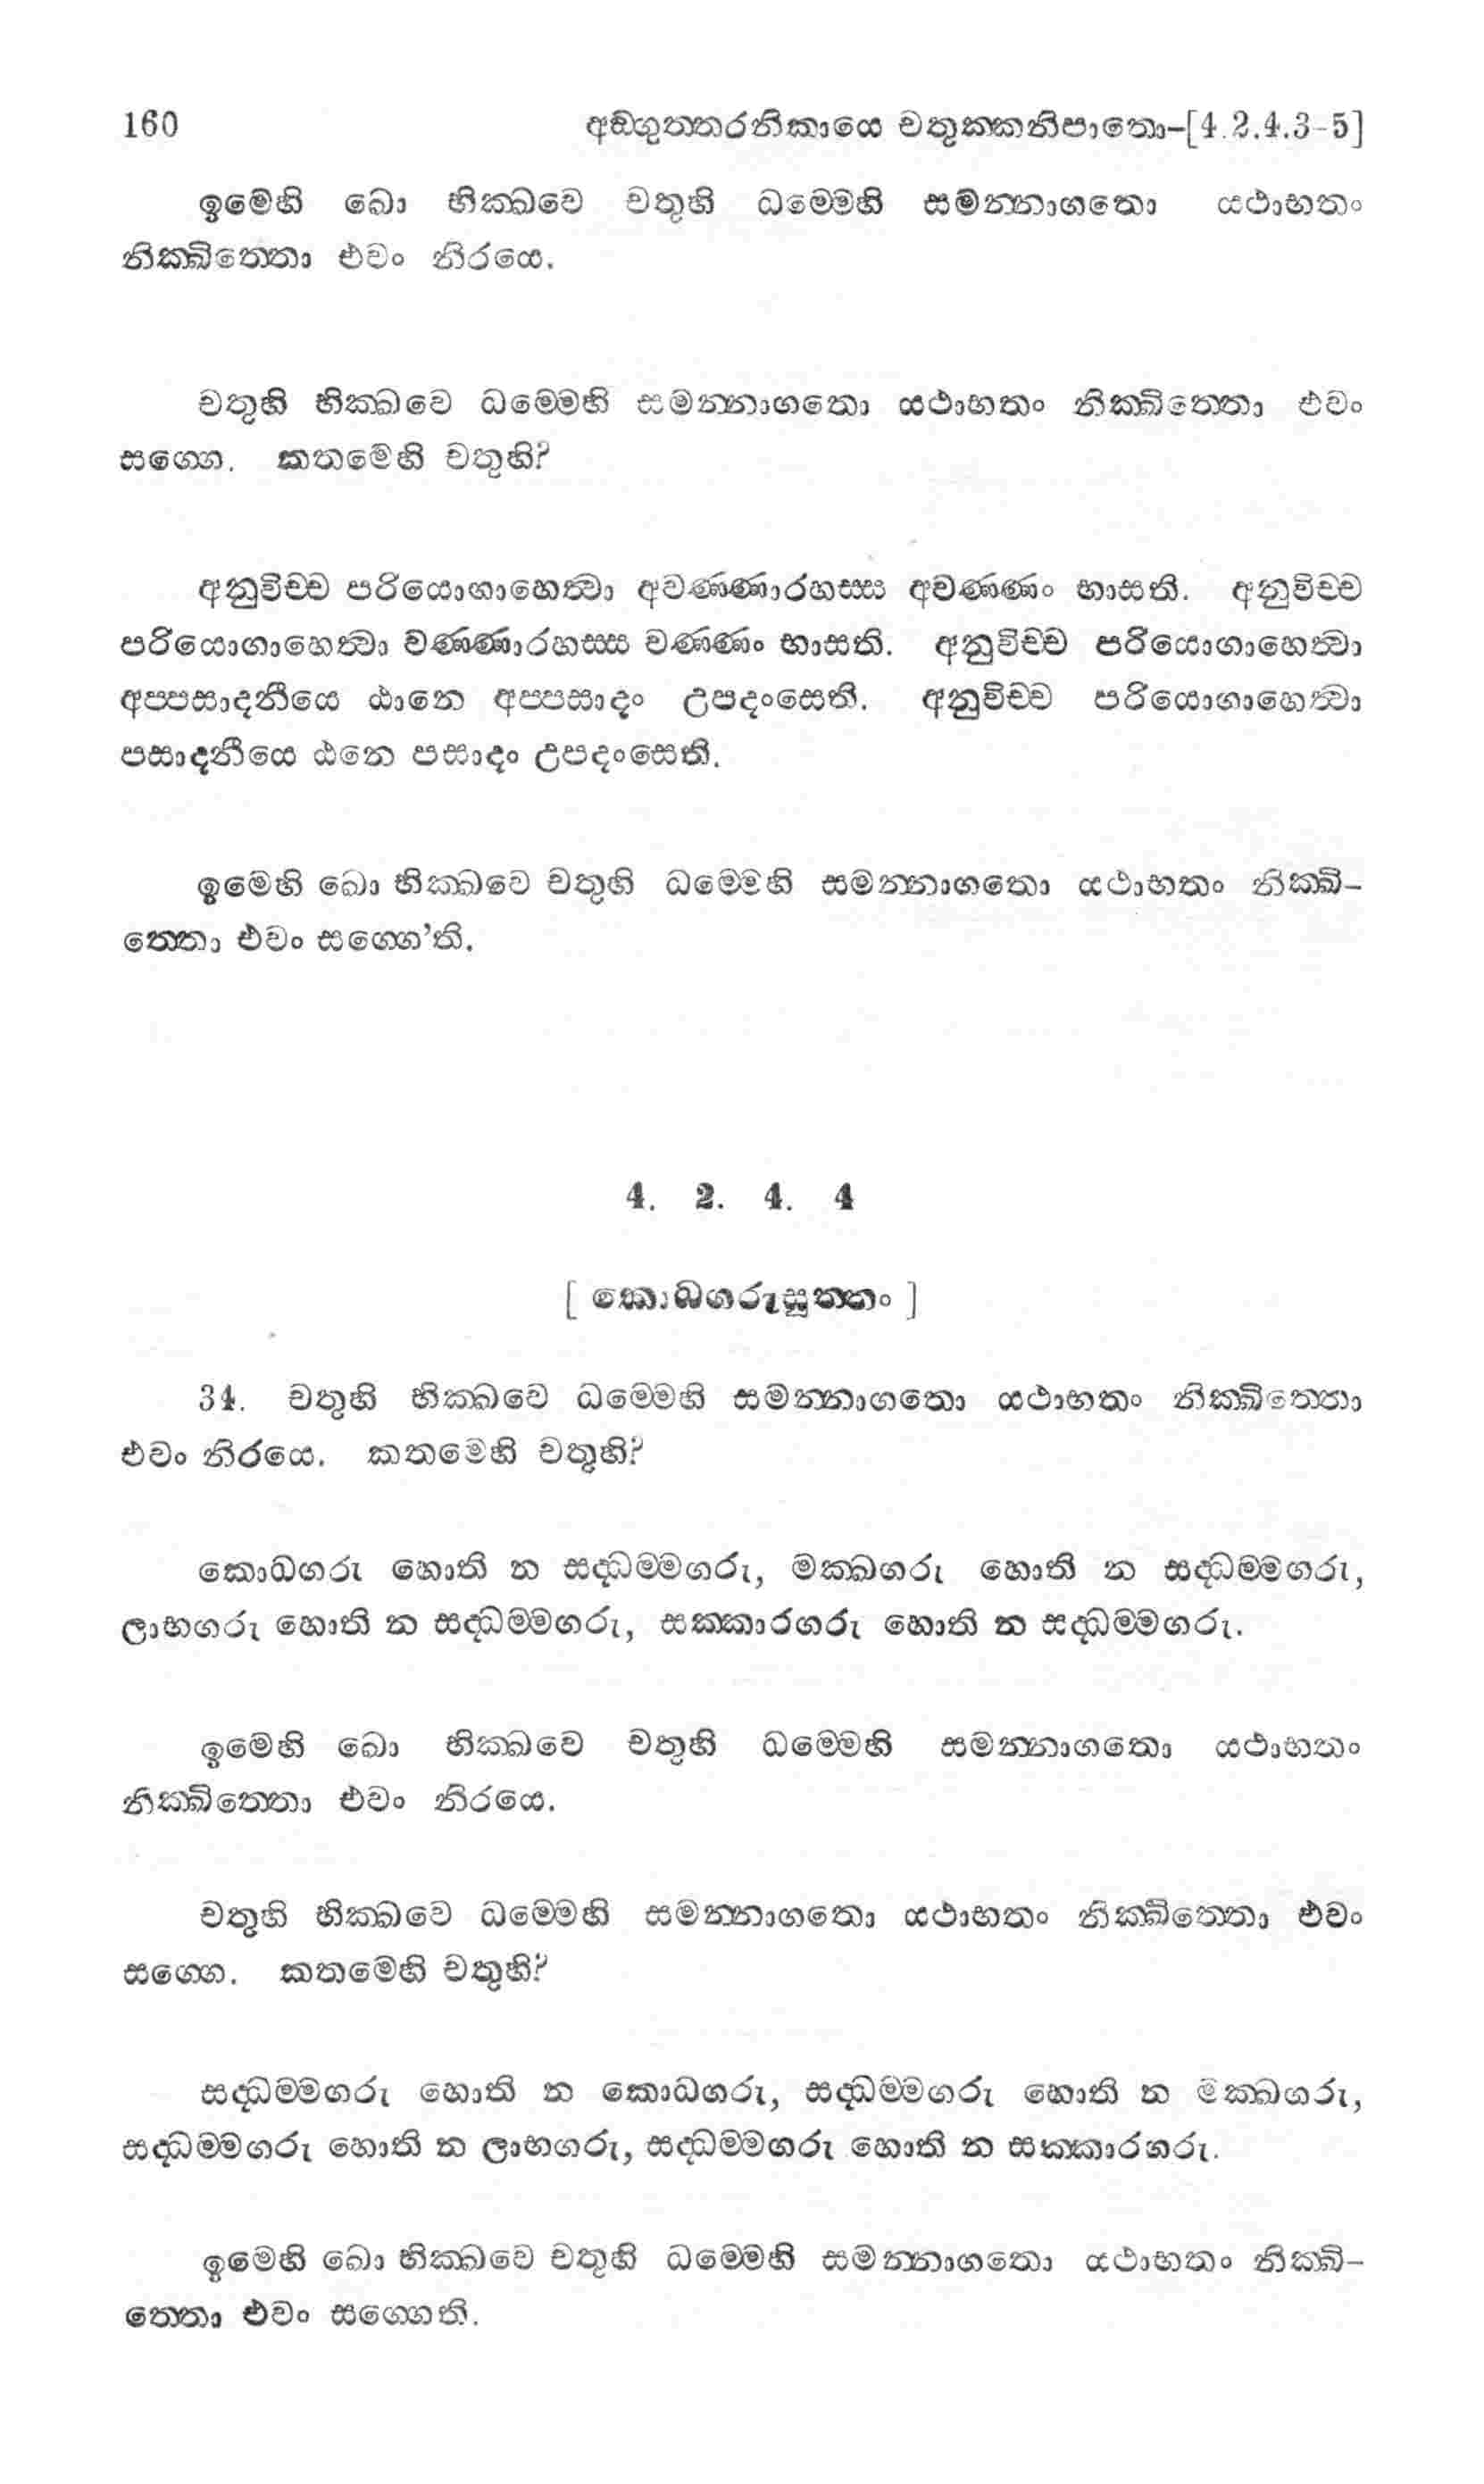 160 අඞ්ගුත්තරනිකායෙ චතුක්කනිපාතො-[4.2.4.3-5]
ඉමෙහි ඛො භික්ඛවෙ චතුහි ධම්මෙහි සමන්නාගතො යථාභතං
නික්ඛිත්තො එවං නිරයෙ.
චතුහි භික්ඛවෙ ධම්මෙහි සමන්නාගතො යථාභතං නික්ඛිත්තො එවං
සග්ගෙ. කතමෙහි චතුහි?
අනුවිච්ච පරියොගාහෙත්වා අවණ්ණාරහස්ස අවණ්ණං භාසති. අනුවිච්ච
පරියොගාහෙත්වා වණ්ණාරහස්ස වණ්ණං භාසති. අනුවිච්ච පරියොගාහෙත්වා
අප්පසාදනීයෙ ඨානෙ අප්පසාදං උපදංසෙති. අනුවිච්ච පරියොගාහෙත්වා
පසාදනීයෙ ඨනෙ පසාදං උපදංසෙති.
ඉමෙහි ඛො භික්ඛවෙ චතුහි ධම්මෙහි සමන්නාගතො යථාභතං නික්ඛි-
ත්තො එවං සග්ගෙ’ති.
4. 2. 4. 4
[ කොධගරුසුත්තං ]
34. චතුහි භික්ඛවෙ ධම්මෙහි සමන්නාගතො යථාභතං නික්ඛිත්තො
එවං නිරයෙ. කතමෙහි චතුහි?
කොධගරු හොති න සද්ධම්මගරු, මක්ඛගරු හොති න සද්ධම්මගරු,
ලාභගරු හොති න සද්ධම්මගරු, සක්කාරගරු හොති න සද්ධම්මගරු.
ඉමෙහි ඛො භික්ඛවෙ චතුහි ධම්මෙහි සමන්නාගතො යථාභතං
නික්ඛිත්තො එවං නිරයෙ.
චතුහි භික්ඛවෙ ධම්මෙහි සමන්නාගතො යථාභතං නික්ඛිත්තො එවං
සග්ගෙ. කතමෙහි චතුහි?
සද්ධම්මගරු හොති න කොධගරු, සද්ධම්මගරු හොති න මක්ඛගරු,
සද්ධම්මගරු හොති න ලාභගරු, සද්ධම්මගරු හොති න සක්කාරගරු.
ඉමෙහි ඛො භික්ඛවෙ චතුහි ධම්මෙහි සමන්නාගතො යථාභතං නික්ඛි-
ත්තො එවං සග්ගෙති.